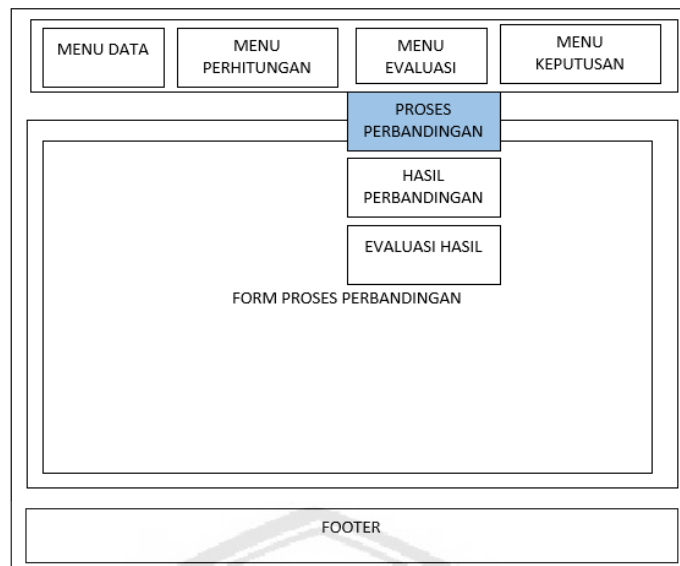 MENU DATA
MENU
PERHITUNGAN
MENU
EVALUASI
MENU
KEPUTUSAN
PROSES
PERBANDINGAN
HASIL
PERBANDINGAN
EVALUASI HASIL
FORM PROSES PERBANDINGAN
FOOTER